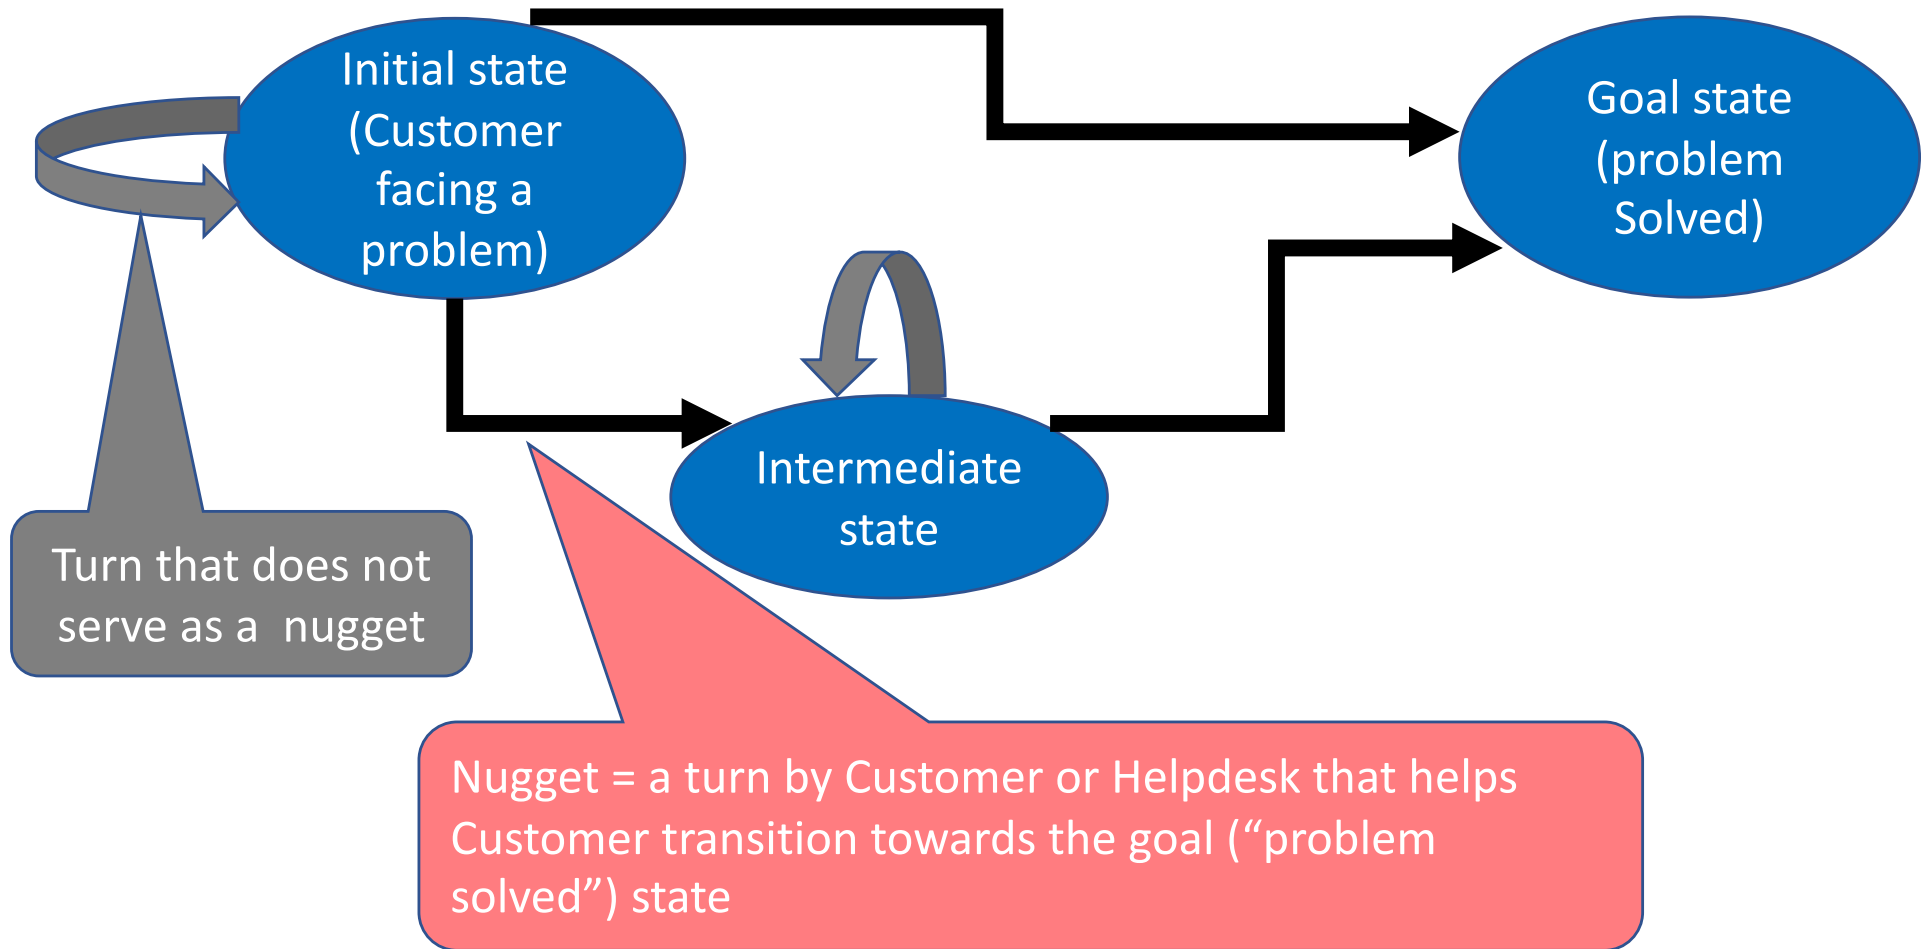 Initial state
(Customer
facing a
problem)
Goal state
(problem
Solved)
Intermediate
state
Turn that does not
serve as a  nugget
Nugget = a turn by Customer or Helpdesk that helps
Customer transition towards the goal (“problem
solved”) state